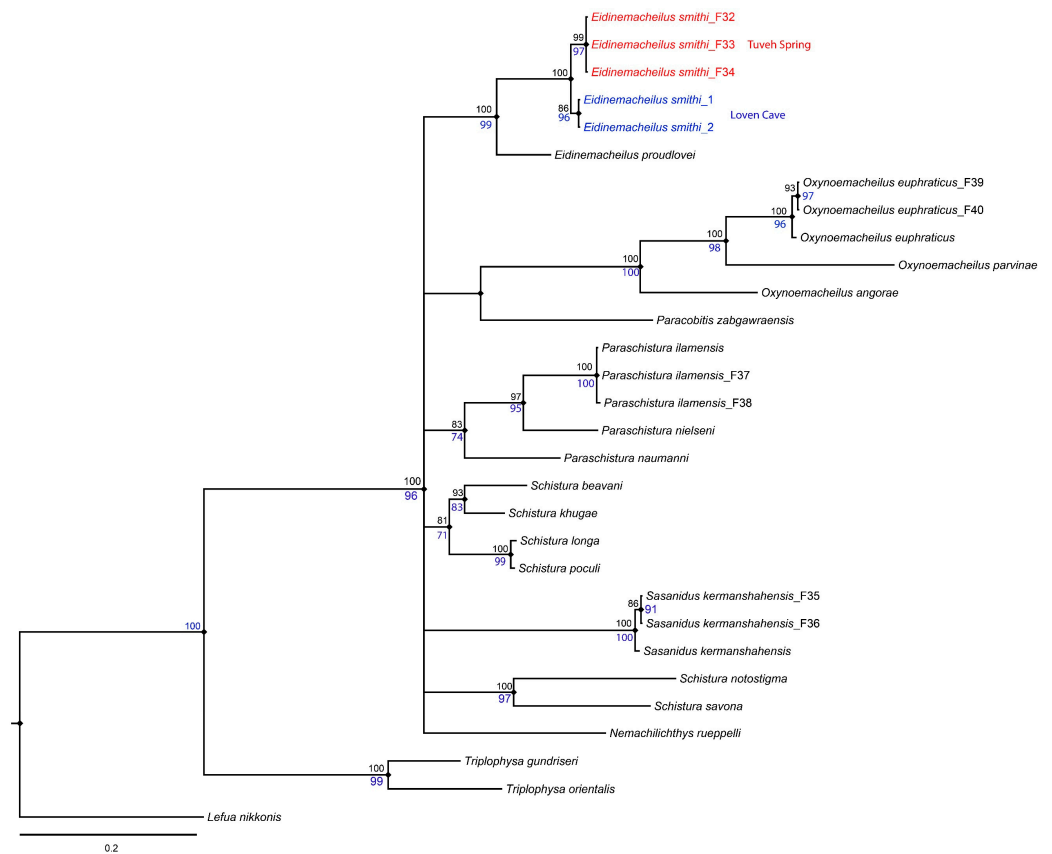 Eidinemacheilus smithi_F32
99
Eidinemacheilus smithi_F33 Tuveh Spring
97
100
Eidinemacheilus smithi_F34
Eidinemacheilus smithi_1
100
86
96
Loven Cave
99
Eidinemacheilus smithi_2
Eidinemacheilus proudlovei
Oxynoemacheilus euphraticus_F39
93
97
100
Oxynoemacheilus euphraticus_F40
96
100
Oxynoemacheilus euphraticus
98
100
Oxynoemacheilus parvinae
100
Oxynoemacheilus angorae
Paracobitis zabgawraensis
Paraschistura ilamensis
100
Paraschistura ilamensis_F37
100
97
Paraschistura ilamensis_F38
95
83
Paraschistura nielseni
74
Paraschistura naumanni
100
Schistura beavani
96
93
83
Schistura khugae
81
71
Schistura longa
100
99
Schistura poculi
Sasanidus kermanshahensis_F35
86
91
100
Sasanidus kermanshahensis_F36
100
100
Sasanidus kermanshahensis
Schistura notostigma
100
97
Schistura savona
Nemachilichthys rueppelli
Triplophysa gundriseri
100
99
Triplophysa orientalis
Lefua nikkonis
0.2